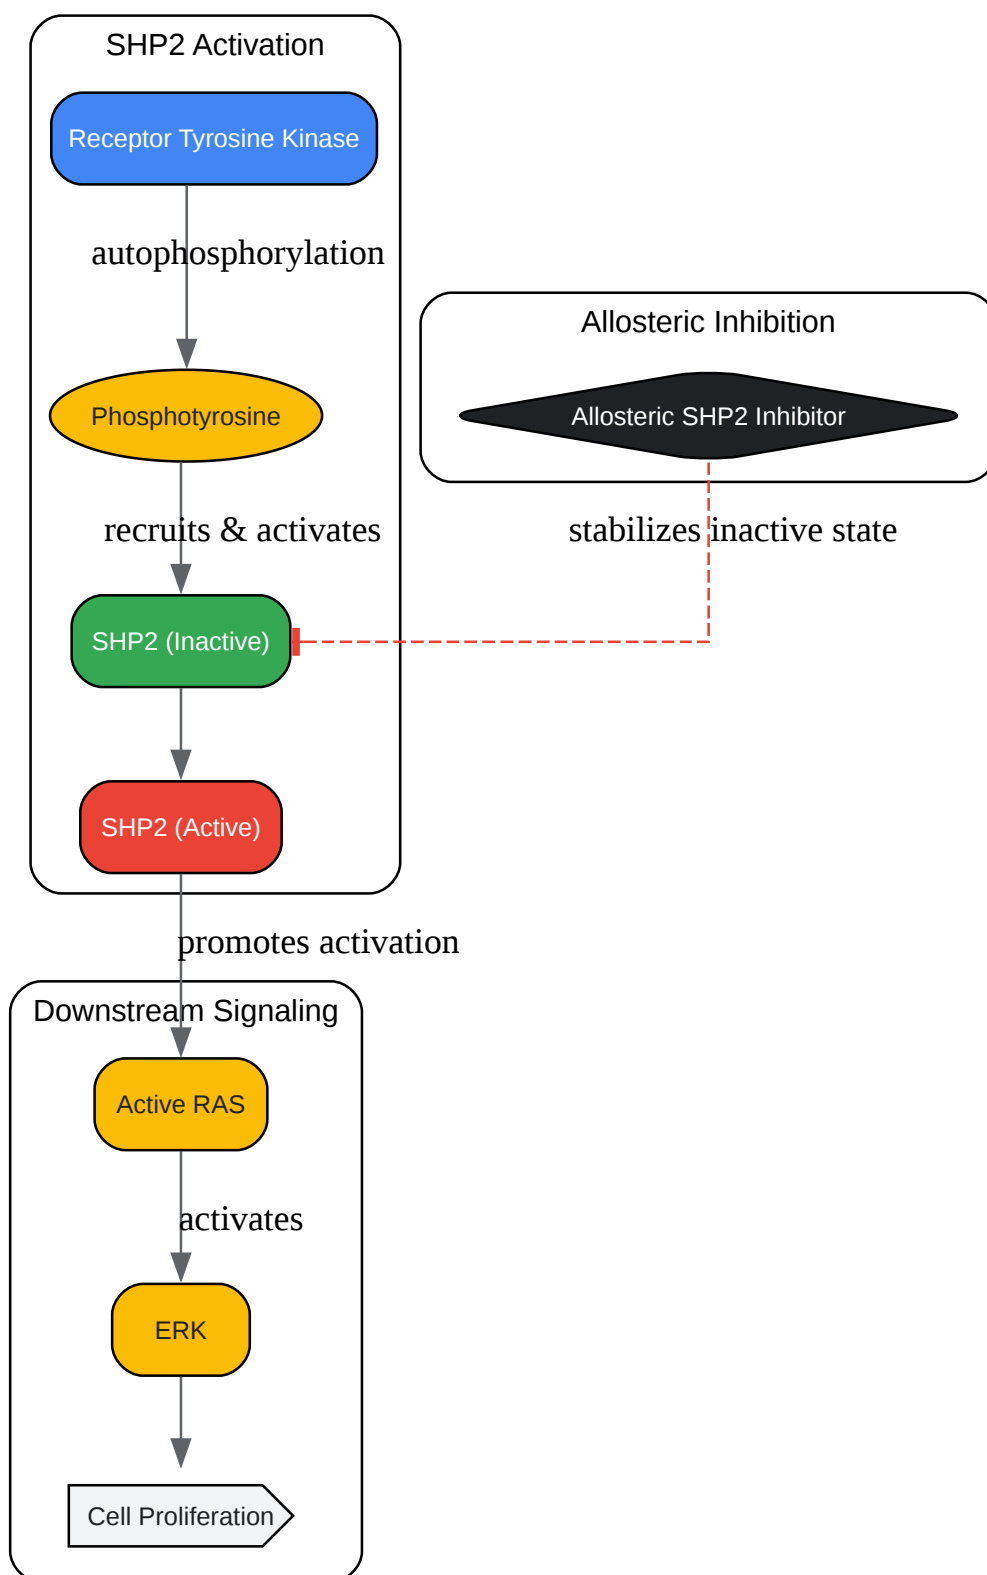 SHP2 Activation
Receptor Tyrosine Kinase
autophosphorylation
Allosteric Inhibition
Phosphotyrosine
Allosteric SHP2 Inhibitor
recruits & activates
stabilizes inactive state
SHP2 (Inactive)
SHP2 (Active)
promotes activation
Downstream Signaling
Active RAS
activates
ERK
Cell Proliferation